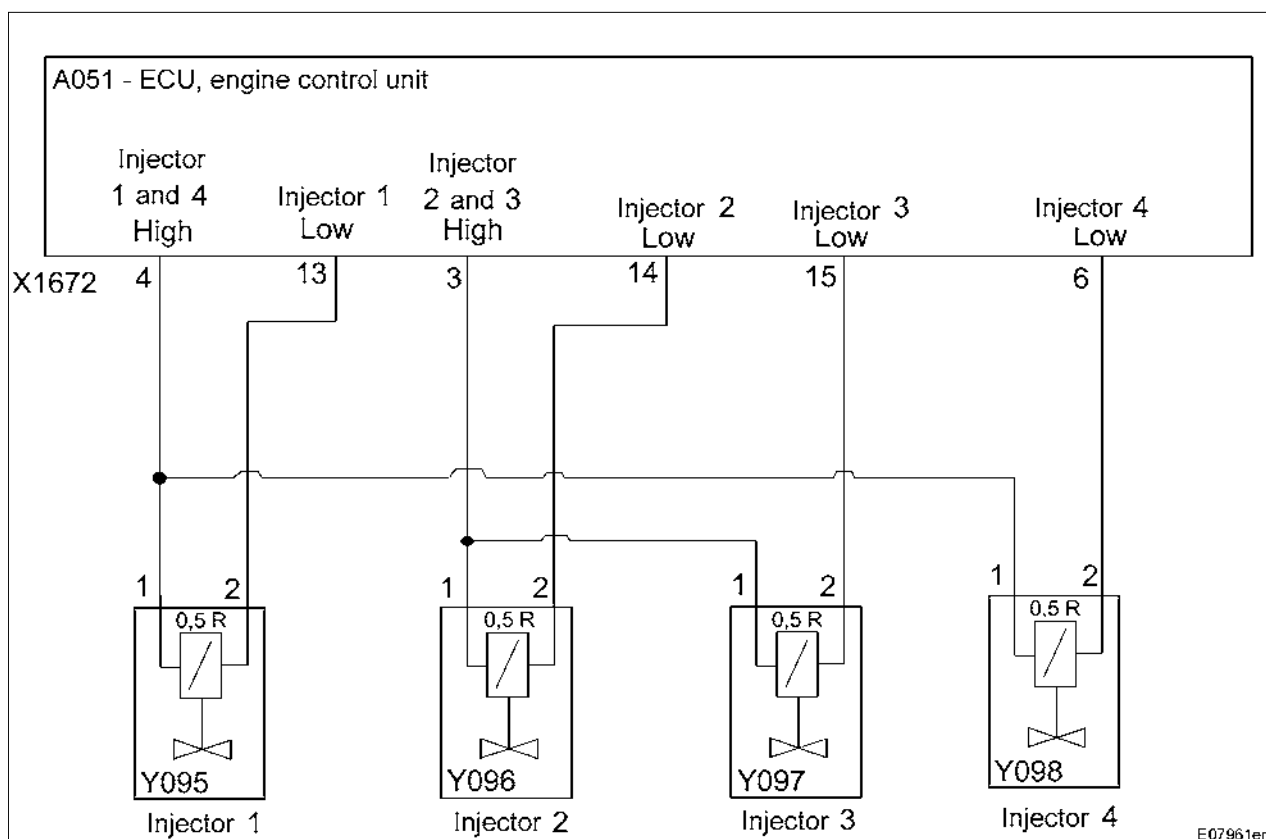 A051 - ECU, engine control unit
Injector
1 and 4
High
Injector 1
Low
Injector
2 and 3
High
Injector 2
Low
Injector 3
Low
Injector 4
Low
X1672
4
13
3
14
15
6
1
2
1
2
1
2
1
2
0,5 R
0,5 R
0,5 R
0.5 R
Y095
Y096
Y097
Y098
Injector 1
Injector 2
Injector 3
Injector 4
E07961en